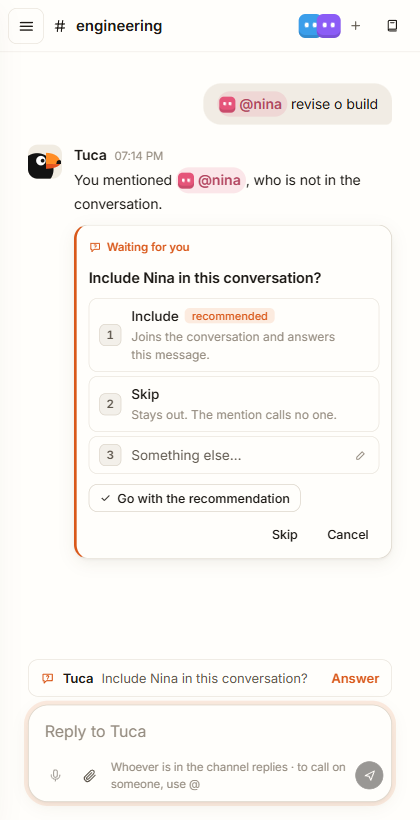 # engineering
@nina revise o build
Tuca 07:14 PM
You mentioned @nina, who is not in the
conversation.
Waiting for you
Include Nina in this conversation?
1 Include recommended
Joins the conversation and answers
this message.
2 Skip
Stays out. The mention calls no one.
3 Something else...
Go with the recommendation
Skip Cancel
Tuca Include Nina in this conversation? Answer
Reply to Tuca
Whoever is in the channel replies · to call on
someone, use @